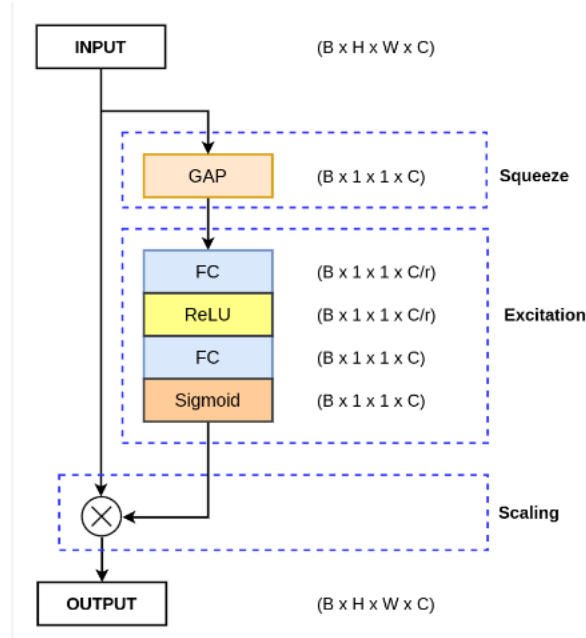 INPUT (B x H x W x C)
GAP (B x 1 x 1 x C) Squeeze
FC (B x 1 x 1 x C/r)
ReLU (B x 1 x 1 x C/r) Excitation
FC (B x 1 x 1 x C)
Sigmoid (B x 1 x 1 x C)
Scaling
OUTPUT (B x H x W x C)